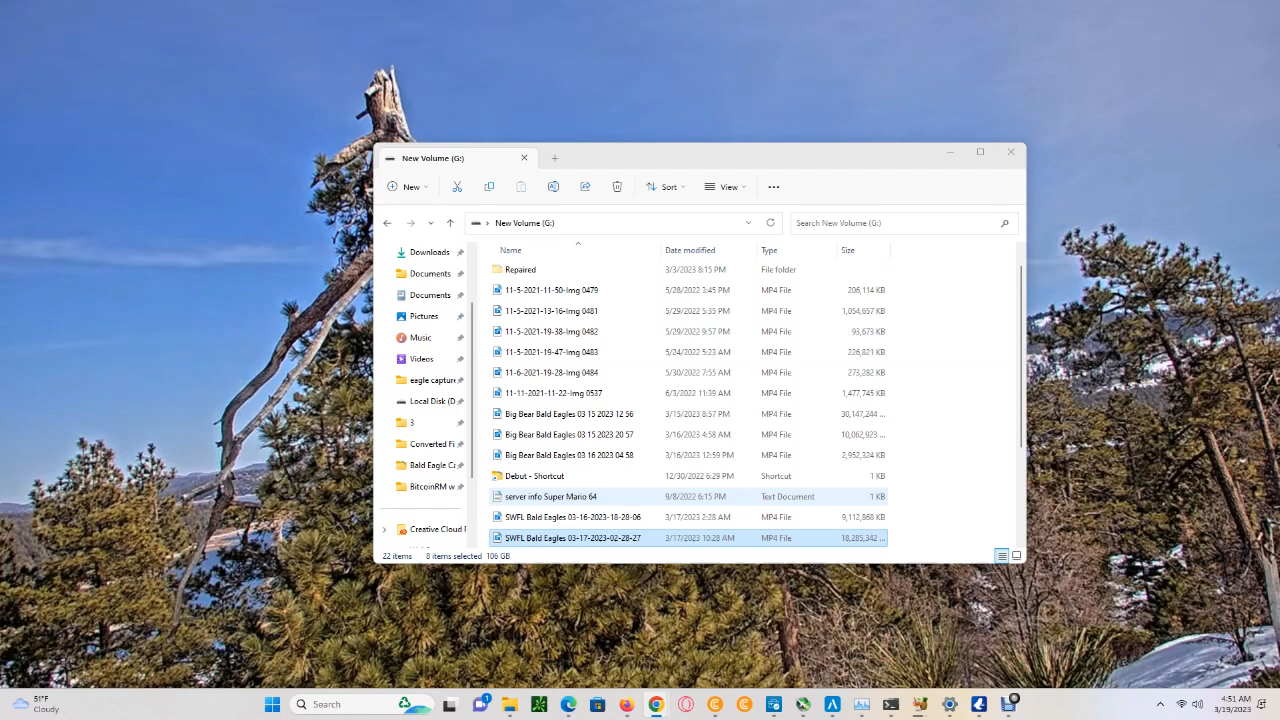 New Volume (G:)
New
Sort
View
New Volume (G:)
Search New Volume (G:)
Name Date modified Type Size
Downloads
Documents
Documents
Pictures
Music
Videos
eagle capture
Local Disk (D
3
Converted Fi
Bald Eagle Ca
BitcoinRM w
Creative Cloud F
Repaired 3/3/2023 8:15 PM File folder
11-5-2021-11-50-Img 0479 5/28/2022 3:45 PM MP4 File 206,114 KB
11-5-2021-13-16-Img 0481 5/29/2022 5:35 PM MP4 File 1,054,657 KB
11-5-2021-19-38-Img 0482 5/29/2022 9:57 PM MP4 File 93,673 KB
11-5-2021-19-47-Img 0483 5/24/2022 5:23 AM MP4 File 226,821 KB
11-6-2021-19-28-Img 0484 5/30/2022 7:55 AM MP4 File 273,282 KB
11-11-2021-11-22-Img 0537 6/3/2022 11:39 AM MP4 File 1,477,745 KB
Big Bear Bald Eagles 03 15 2023 12 56 3/15/2023 8:57 PM MP4 File 30,147,244 ...
Big Bear Bald Eagles 03 15 2023 20 57 3/16/2023 4:58 AM MP4 File 10,062,923 ...
Big Bear Bald Eagles 03 16 2023 04 58 3/16/2023 12:59 PM MP4 File 2,952,324 KB
Debut - Shortcut 12/30/2022 6:29 PM Shortcut 1 KB
server info Super Mario 64 9/8/2022 6:15 PM Text Document 1 KB
SWFL Bald Eagles 03-16-2023-18-28-06 3/17/2023 2:28 AM MP4 File 9,112,868 KB
SWFL Bald Eagles 03-17-2023-02-28-27 3/17/2023 10:28 AM MP4 File 18,285,342 ...
22 items 8 items selected 106 GB
51°F
Cloudy
Search
1
4:51 AM
3/19/2023